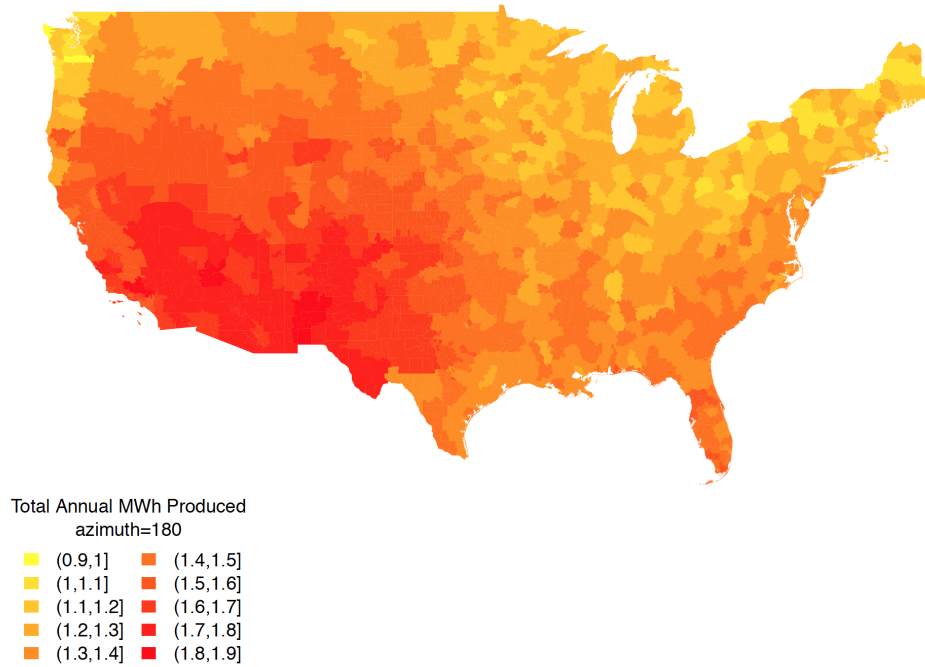 Total Annual MWh Produced
azimuth=180
(0.9,1] (1.4,1.5]
(1,1.1] (1.5,1.6]
(1.1,1.2] (1.6,1.7]
(1.2,1.3] (1.7,1.8]
(1.3,1.4] (1.8,1.9]